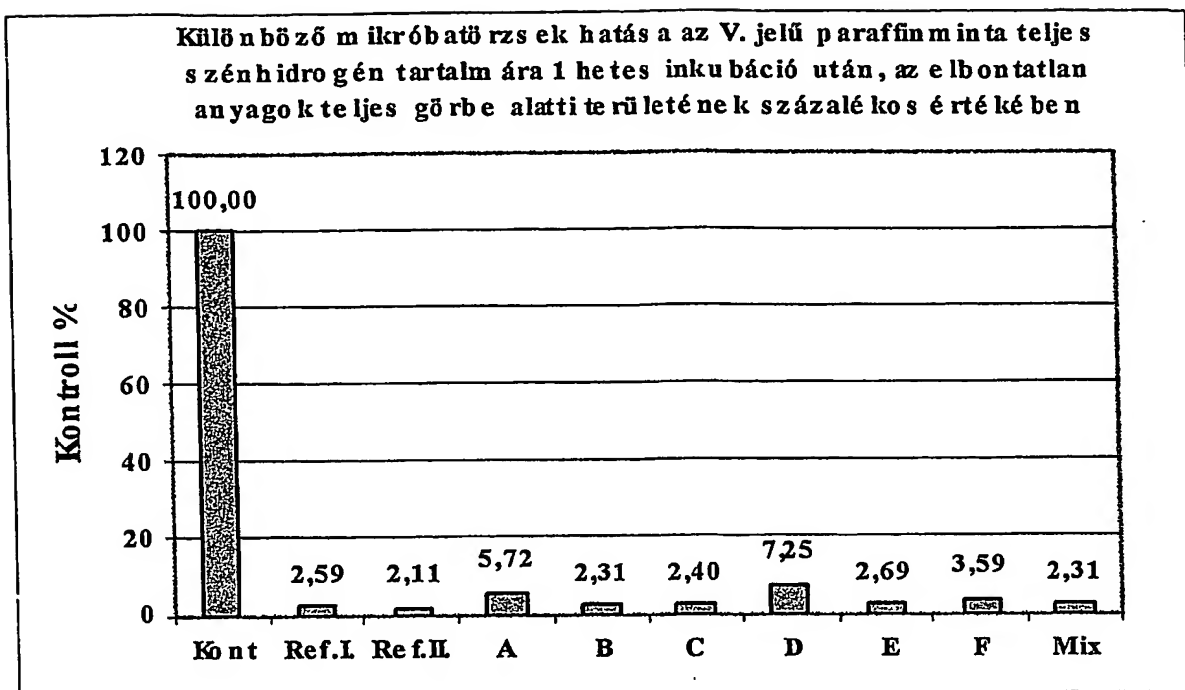 Különböző mikróbatörzsek hatása az V. jelű paraffinminta teljes
szénhidrogén tartalmára 1 hetes inkubáció után, az elbontatlan
anyagok teljes görbe alatti területének százalékos értékében
120
100,00
100
80
Kontroll %
60
40
20
2,59 2,11 5,72 2,31 2,40 7,25 2,69 3,59 2,31
0
Kont Ref.I. Ref.II. A B C D E F Mix